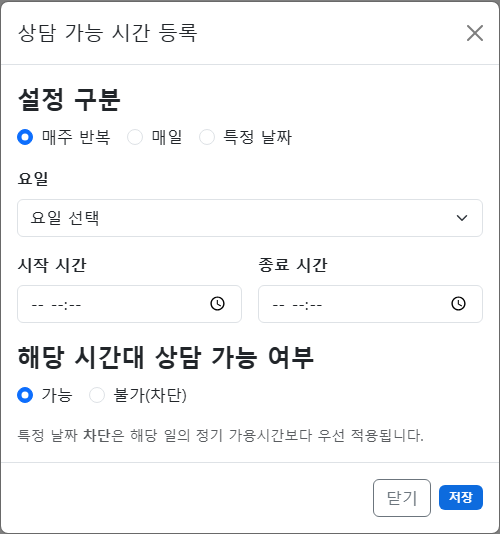 상담 가능 시간 등록
설정 구분
매주 반복 매일 특정 날짜
요일
요일 선택
시작 시간 종료 시간
-- --:-- -- --:--
해당 시간대 상담 가능 여부
가능 불가(차단)
특정 날짜 차단은 해당 일의 정기 가용시간보다 우선 적용됩니다.
닫기 저장